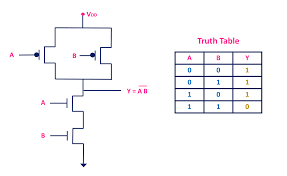 VDD
A
B
Y = A̅ B̅
A
B
Truth Table
A B Y
0 0 1
0 1 1
1 0 1
1 1 0